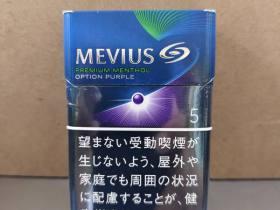 MEVIUS
PREMIUM MENTHOL
OPTION PURPLE
5
望まない受動喫煙が
生じないよう、屋外や
家庭でも周囲の状況
に配慮することが、健